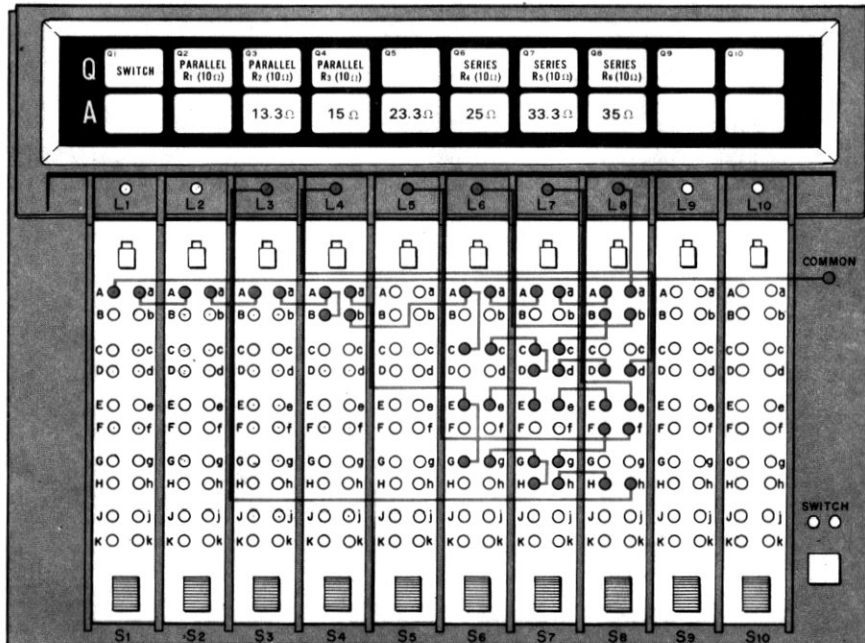 Q
Q1 Q2 Q3 Q4 Q5 Q6 Q7 Q8 Q9 Q10
SWITCH
PARALLEL
R1 (10Ω)
PARALLEL
R2 (10Ω)
PARALLEL
R3 (10Ω)
SERIES
R4 (10Ω)
SERIES
R5 (10Ω)
SERIES
R6 (10Ω)
A
13.3Ω 15Ω 23.3Ω 25Ω 33.3Ω 35Ω
L1 L2 L3 L4 L5 L6 L7 L8 L9 L10
COMMON
A a A a A a A a A a A a A a A a A a A a
B b B b B b B b B b B b B b B b B b B b
C c C c C c C c C c C c C c C c C c C c
D d D d D d D d D d D d D d D d D d D d
E e E e E e E e E e E e E e E e E e E e
F f F f F f F f F f F f F f F f F f F f
G g G g G g G g G g G g G g G g G g G g
H h H h H h H h H h H h H h H h H h H h
SWITCH
J j J j J j J j J j J j J j J j J j J j
K k K k K k K k K k K k K k K k K k K k
S1 S2 S3 S4 S5 S6 S7 S8 S9 S10